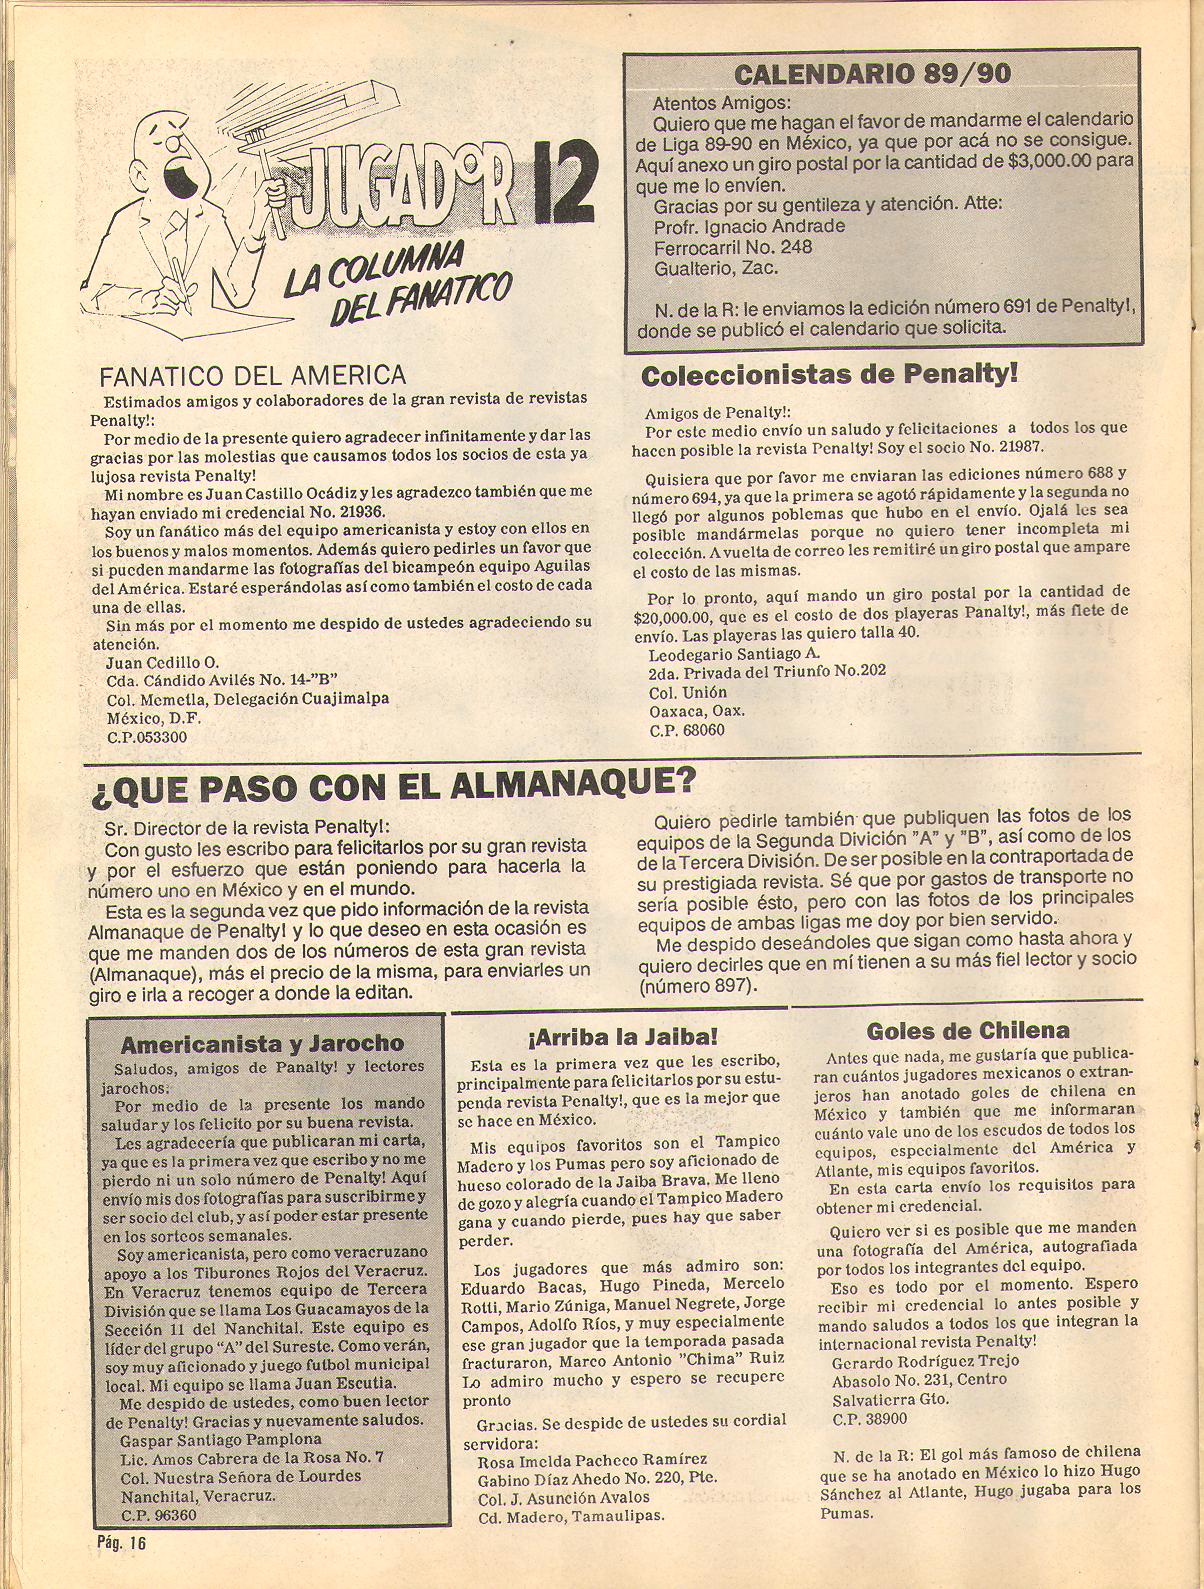 JUGADOR 12
LA COLUMNA
DEL FANATICO
CALENDARIO 89/90
Atentos Amigos:
Quiero que me hagan el favor de mandarme el calendario
de Liga 89-90 en México, ya que por acá no se consigue.
Aquí anexo un giro postal por la cantidad de $3,000.00 para
que me lo envíen.
Gracias por su gentileza y atención. Atte:
Profr. Ignacio Andrade
Ferrocarril No. 248
Gualterio, Zac.
N. de la R: le enviamos la edición número 691 de Penalty!,
donde se publicó el calendario que solicita.
FANATICO DEL AMERICA
Estimados amigos y colaboradores de la gran revista de revistas
Penalty!:
Por medio de la presente quiero agradecer infinitamente y dar las
gracias por las molestias que causamos todos los socios de esta ya
lujosa revista Penalty!
Mi nombre es Juan Castillo Ocádiz y les agradezco también que me
hayan enviado mi credencial No. 21936.
Soy un fanático más del equipo americanista y estoy con ellos en
los buenos y malos momentos. Además quiero pedirles un favor que
si pueden mandarme las fotografías del bicampeón equipo Aguilas
del América. Estaré esperándolas así como también el costo de cada
una de ellas.
Sin más por el momento me despido de ustedes agradeciendo su
atención.
Juan Cedillo O.
Cda. Cándido Avilés No. 14-"B"
Col. Memetla, Delegación Cuajimalpa
México, D.F.
C.P.053300
Coleccionistas de Penalty!
Amigos de Penalty!:
Por este medio envío un saludo y felicitaciones a todos los que
hacen posible la revista Penalty! Soy el socio No. 21987.
Quisiera que por favor me enviaran las ediciones número 688 y
número 694, ya que la primera se agotó rápidamente y la segunda no
llegó por algunos poblemas que hubo en el envío. Ojalá les sea
posible mandármelas porque no quiero tener incompleta mi
colección. A vuelta de correo les remitiré un giro postal que ampare
el costo de las mismas.
Por lo pronto, aquí mando un giro postal por la cantidad de
$20,000.00, que es el costo de dos playeras Panalty!, más flete de
envío. Las playeras las quiero talla 40.
Leodegario Santiago A.
2da. Privada del Triunfo No.202
Col. Unión
Oaxaca, Oax.
C.P. 68060
¿QUE PASO CON EL ALMANAQUE?
Sr. Director de la revista Penalty!:
Con gusto les escribo para felicitarlos por su gran revista
y por el esfuerzo que están poniendo para hacerla la
número uno en México y en el mundo.
Esta es la segunda vez que pido información de la revista
Almanaque de Penalty! y lo que deseo en esta ocasión es
que me manden dos de los números de esta gran revista
(Almanaque), más el precio de la misma, para enviarles un
giro e irla a recoger a donde la editan.
Quiero pedirle también que publiquen las fotos de los
equipos de la Segunda División "A" y "B", así como de los
de la Tercera División. De ser posible en la contraportada de
su prestigiada revista. Sé que por gastos de transporte no
sería posible ésto, pero con las fotos de los principales
equipos de ambas ligas me doy por bien servido.
Me despido deseándoles que sigan como hasta ahora y
quiero decirles que en mí tienen a su más fiel lector y socio
(número 897).
Americanista y Jarocho
Saludos, amigos de Panalty! y lectores
jarochos:
Por medio de la presente los mando
saludar y los felicito por su buena revista.
Les agradecería que publicaran mi carta,
ya que es la primera vez que escribo y no me
pierdo ni un solo número de Penalty! Aquí
envío mis dos fotografías para suscribirme y
ser socio del club, y así poder estar presente
en los sorteos semanales.
Soy americanista, pero como veracruzano
apoyo a los Tiburones Rojos del Veracruz.
En Veracruz tenemos equipo de Tercera
División que se llama Los Guacamayos de la
Sección 11 del Nanchital. Este equipo es
líder del grupo "A" del Sureste. Como verán,
soy muy aficionado y juego futbol municipal
local. Mi equipo se llama Juan Escutia.
Me despido de ustedes, como buen lector
de Penalty! Gracias y nuevamente saludos.
Gaspar Santiago Pamplona
Lic. Amos Cabrera de la Rosa No. 7
Col. Nuestra Señora de Lourdes
Nanchital, Veracruz.
C.P. 96360
¡Arriba la Jaiba!
Esta es la primera vez que les escribo,
principalmente para felicitarlos por su estu-
penda revista Penalty!, que es la mejor que
se hace en México.
Mis equipos favoritos son el Tampico
Madero y los Pumas pero soy aficionado de
hueso colorado de la Jaiba Brava. Me lleno
de gozo y alegría cuando el Tampico Madero
gana y cuando pierde, pues hay que saber
perder.
Los jugadores que más admiro son:
Eduardo Bacas, Hugo Pineda, Mercelo
Rotti, Mario Zúniga, Manuel Negrete, Jorge
Campos, Adolfo Ríos, y muy especialmente
ese gran jugador que la temporada pasada
fracturaron, Marco Antonio "Chima" Ruiz
Lo admiro mucho y espero se recupere
pronto
Gracias. Se despide de ustedes su cordial
servidora:
Rosa Imelda Pacheco Ramírez
Gabino Díaz Ahedo No. 220, Pte.
Col. J. Asunción Avalos
Cd. Madero, Tamaulipas.
Goles de Chilena
Antes que nada, me gustaría que publica-
ran cuántos jugadores mexicanos o extran-
jeros han anotado goles de chilena en
México y también que me informaran
cuánto vale uno de los escudos de todos los
equipos, especialmente del América y
Atlante, mis equipos favoritos.
En esta carta envío los requisitos para
obtener mi credencial.
Quiero ver si es posible que me manden
una fotografía del América, autografiada
por todos los integrantes del equipo.
Eso es todo por el momento. Espero
recibir mi credencial lo antes posible y
mando saludos a todos los que integran la
internacional revista Penalty!
Gerardo Rodríguez Trejo
Abasolo No. 231, Centro
Salvatierra Gto.
C.P. 38900
N. de la R: El gol más famoso de chilena
que se ha anotado en México lo hizo Hugo
Sánchez al Atlante, Hugo jugaba para los
Pumas.
Pág. 16